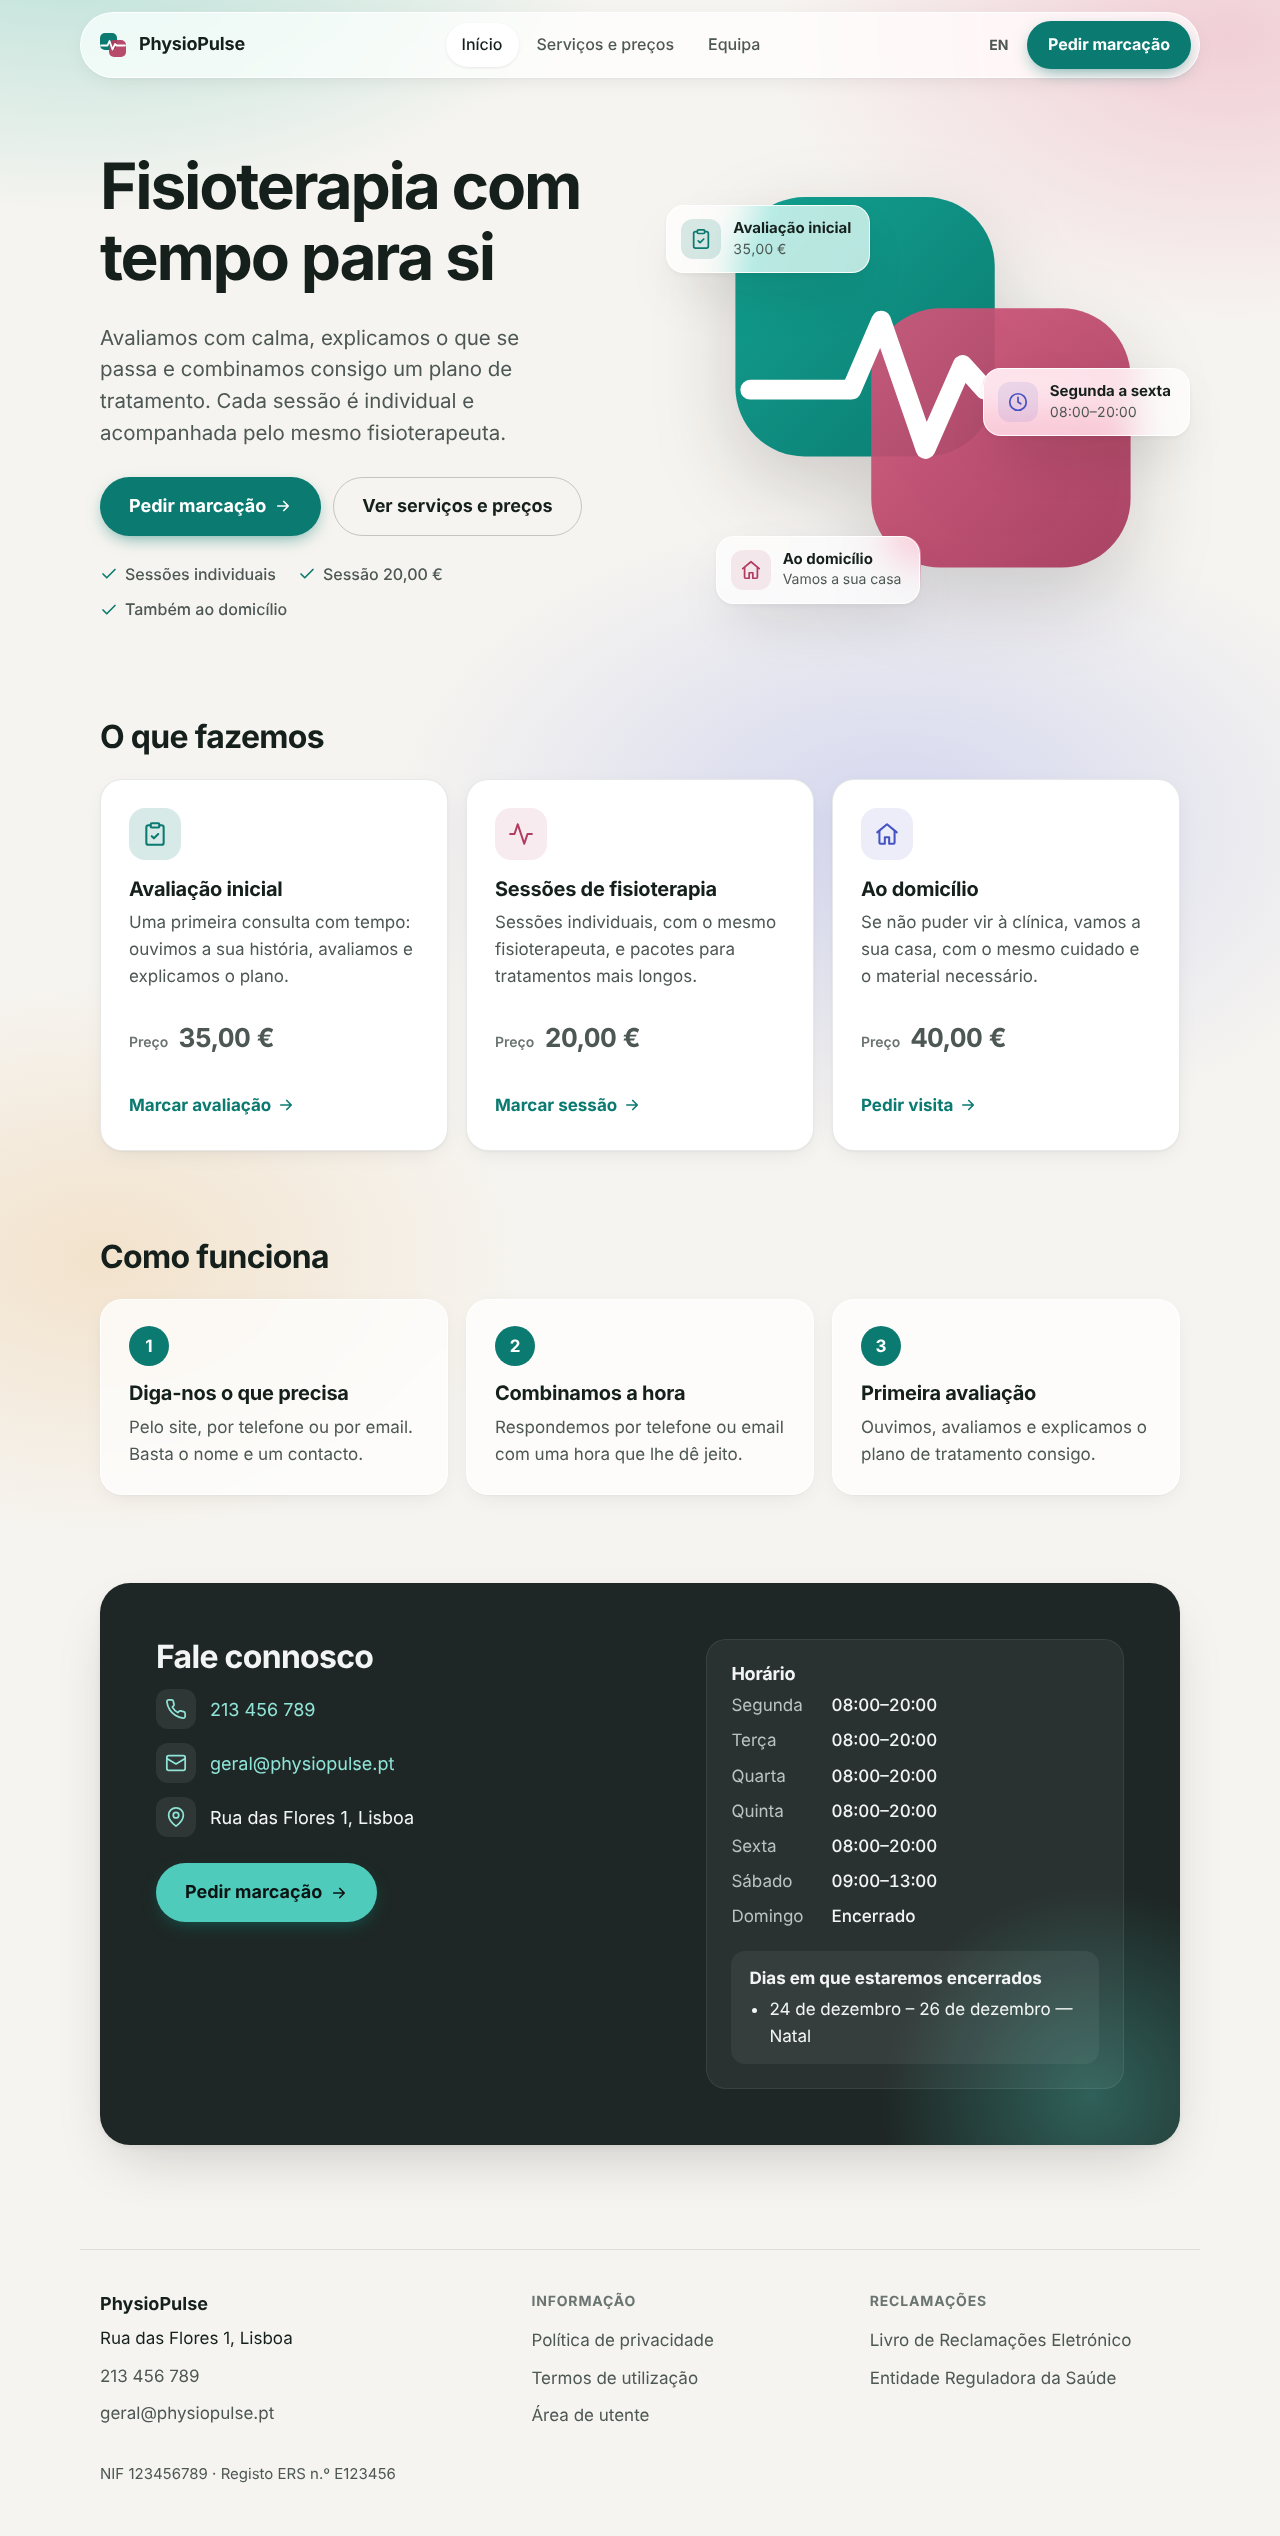 PhysioPulse
Início
Serviços e preços
Equipa
EN
Pedir marcação
Fisioterapia com
tempo para si
Avaliamos com calma, explicamos o que se
passa e combinamos consigo um plano de
tratamento. Cada sessão é individual e
acompanhada pelo mesmo fisioterapeuta.
Pedir marcação →
Ver serviços e preços
Sessões individuais
Sessão 20,00 €
Também ao domicílio
Avaliação inicial
35,00 €
Segunda a sexta
08:00–20:00
Ao domicílio
Vamos a sua casa
O que fazemos
Avaliação inicial
Uma primeira consulta com tempo:
ouvimos a sua história, avaliamos e
explicamos o plano.
Preço 35,00 €
Marcar avaliação →
Sessões de fisioterapia
Sessões individuais, com o mesmo
fisioterapeuta, e pacotes para
tratamentos mais longos.
Preço 20,00 €
Marcar sessão →
Ao domicílio
Se não puder vir à clínica, vamos a
sua casa, com o mesmo cuidado e
o material necessário.
Preço 40,00 €
Pedir visita →
Como funciona
1
Diga-nos o que precisa
Pelo site, por telefone ou por email.
Basta o nome e um contacto.
2
Combinamos a hora
Respondemos por telefone ou email
com uma hora que lhe dê jeito.
3
Primeira avaliação
Ouvimos, avaliamos e explicamos o
plano de tratamento consigo.
Fale connosco
213 456 789
geral@physiopulse.pt
Rua das Flores 1, Lisboa
Pedir marcação →
Horário
Segunda 08:00–20:00
Terça 08:00–20:00
Quarta 08:00–20:00
Quinta 08:00–20:00
Sexta 08:00–20:00
Sábado 09:00–13:00
Domingo Encerrado
Dias em que estaremos encerrados
• 24 de dezembro – 26 de dezembro —
Natal
PhysioPulse
Rua das Flores 1, Lisboa
213 456 789
geral@physiopulse.pt
INFORMAÇÃO
Política de privacidade
Termos de utilização
Área de utente
RECLAMAÇÕES
Livro de Reclamações Eletrónico
Entidade Reguladora da Saúde
NIF 123456789 · Registo ERS n.º E123456